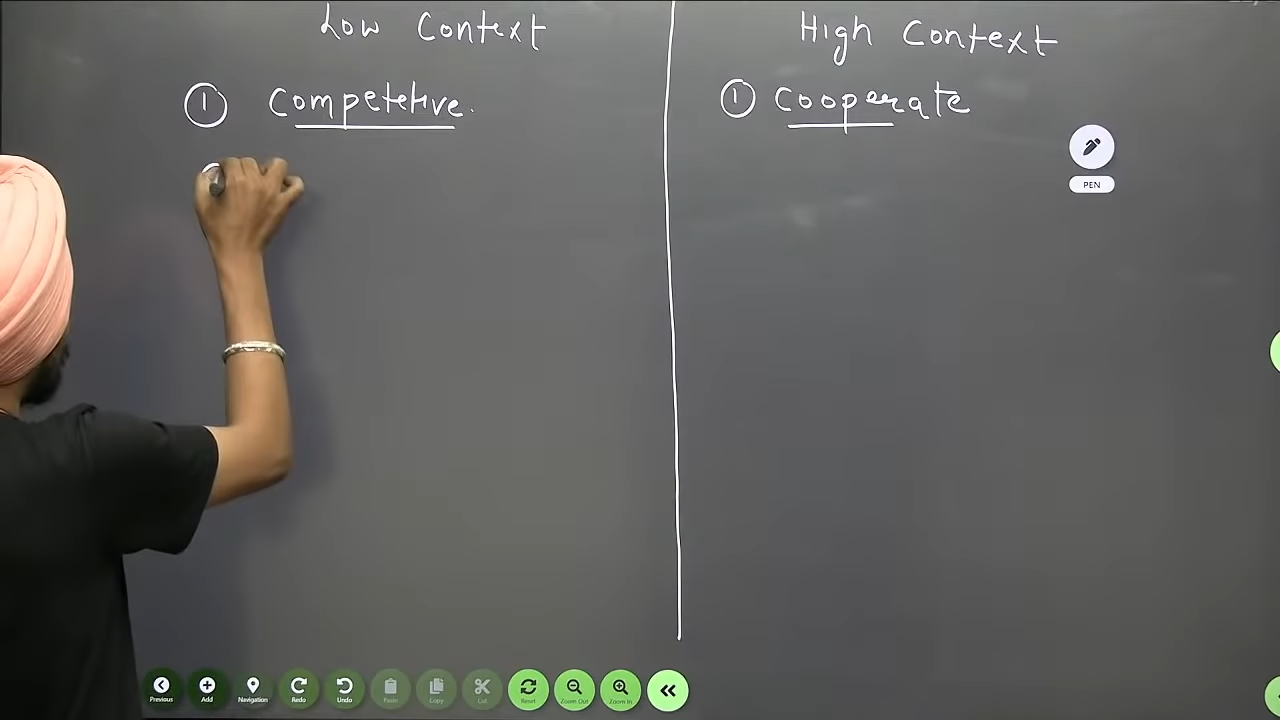 Low Context
① Competetive.
High Context
① Cooperate
PEN
Previous
Add
Navigation
Redo
Undo
Paste
Copy
Cut
Reset
Zoom Out
Zoom In